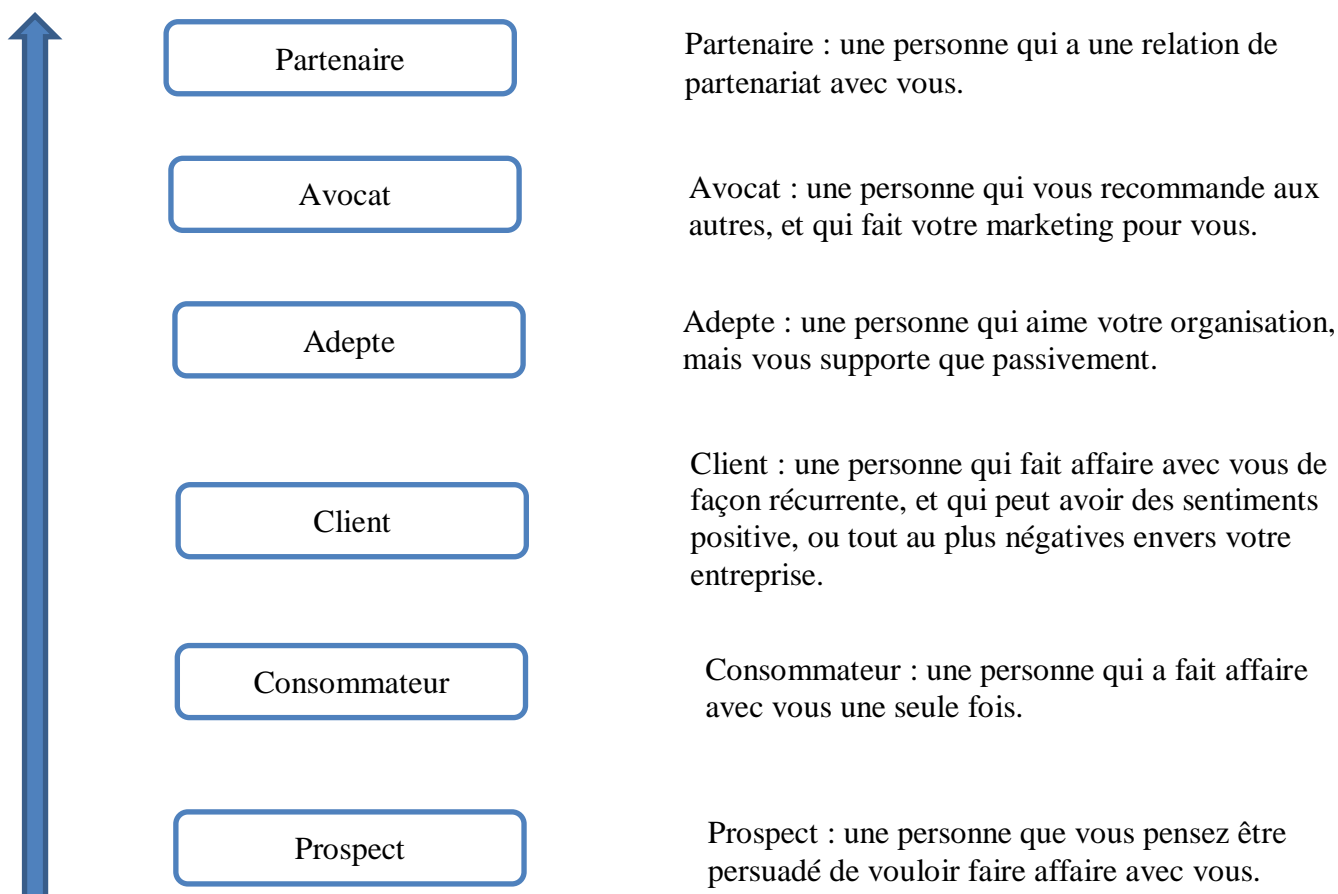 Partenaire
Partenaire : une personne qui a une relation de
partenariat avec vous.
Avocat
Avocat : une personne qui vous recommande aux
autres, et qui fait votre marketing pour vous.
Adepte
Adepte : une personne qui aime votre organisation,
mais vous supporte que passivement.
Client
Client : une personne qui fait affaire avec vous de
façon récurrente, et qui peut avoir des sentiments
positive, ou tout au plus négatives envers votre
entreprise.
Consommateur
Consommateur : une personne qui a fait affaire
avec vous une seule fois.
Prospect
Prospect : une personne que vous pensez être
persuadé de vouloir faire affaire avec vous.